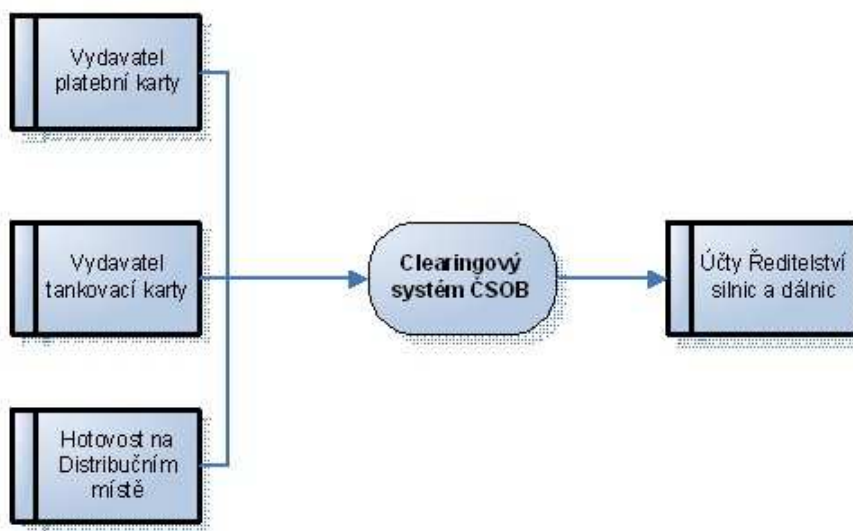 Vydavatel
platební karty
Vydavatel
tankovací karty
Hotovost na
Distribučním
místě
Clearingový
systém ČSOB
Účty Ředitelství
silnic a dálnic